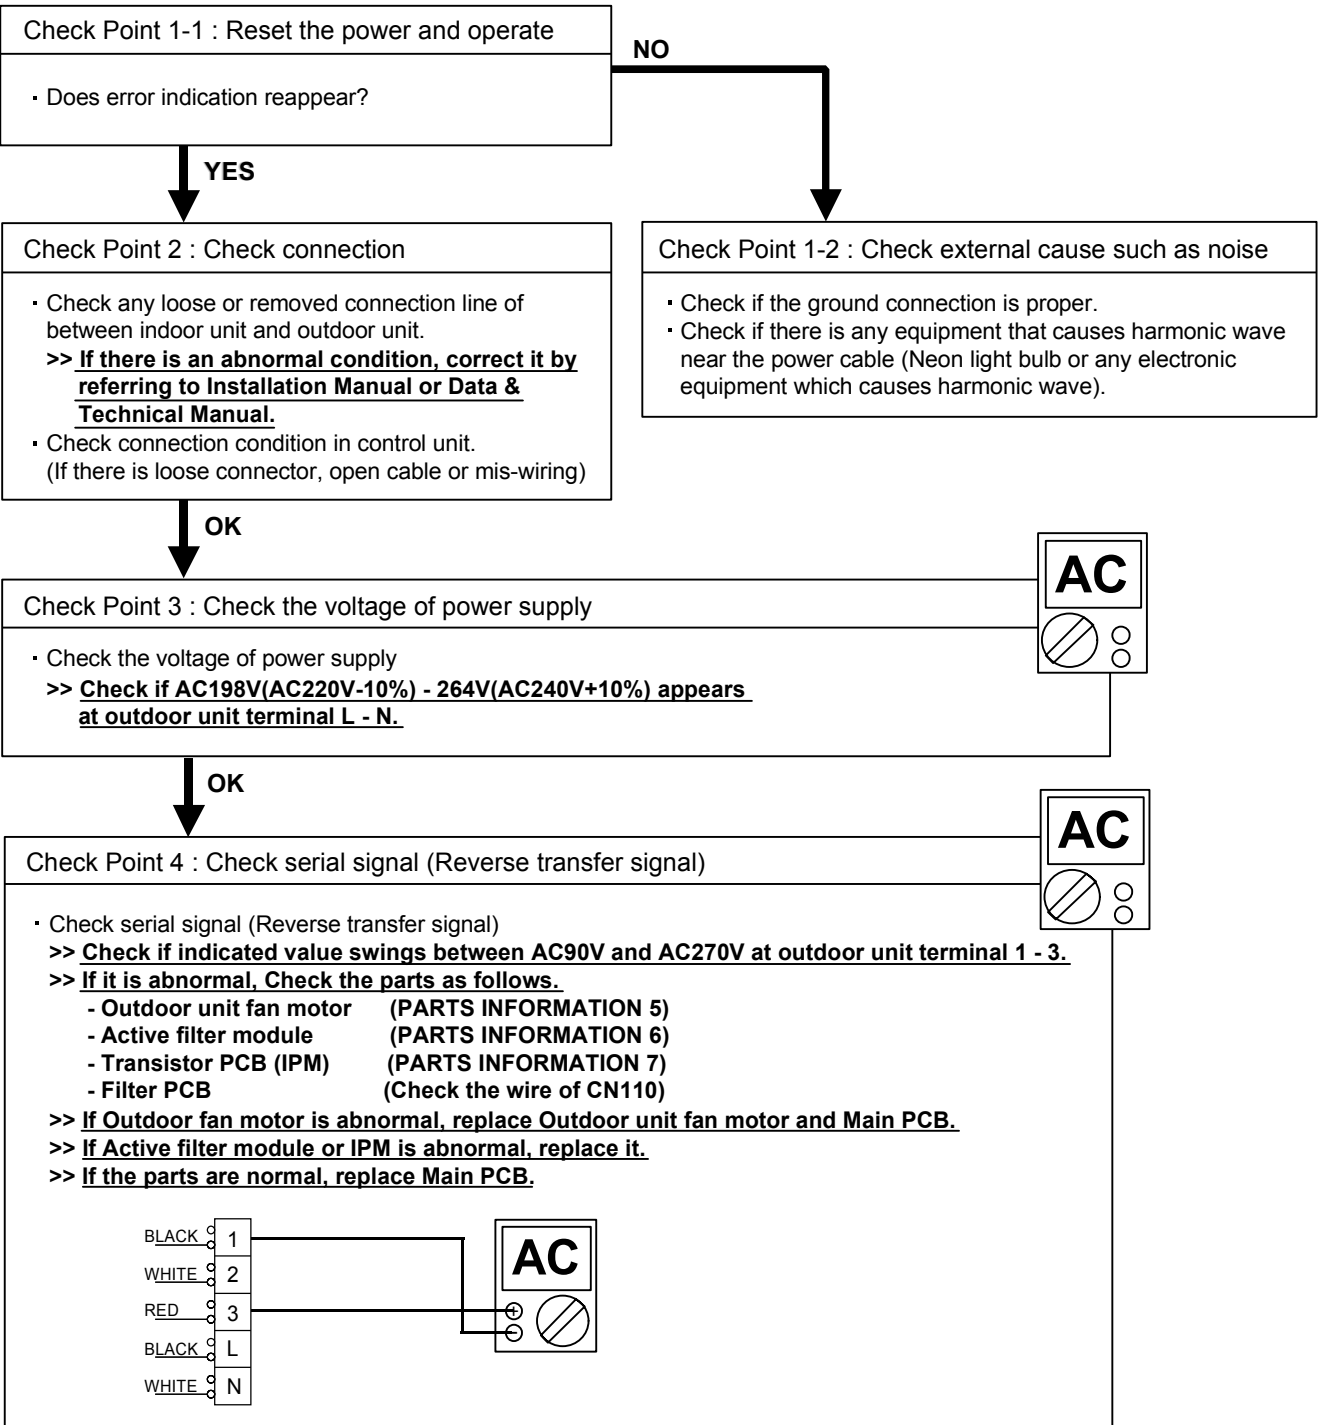 Check Point 1-1 : Reset the power and operate
· Does error indication reappear?
NO
YES
Check Point 2 : Check connection
· Check any loose or removed connection line of
between indoor unit and outdoor unit.
>> If there is an abnormal condition, correct it by
referring to Installation Manual or Data &
Technical Manual.
· Check connection condition in control unit.
(If there is loose connector, open cable or mis-wiring)
Check Point 1-2 : Check external cause such as noise
· Check if the ground connection is proper.
· Check if there is any equipment that causes harmonic wave
near the power cable (Neon light bulb or any electronic
equipment which causes harmonic wave).
OK
AC
Check Point 3 : Check the voltage of power supply
· Check the voltage of power supply
>> Check if AC198V(AC220V-10%) - 264V(AC240V+10%) appears
at outdoor unit terminal L - N.
OK
AC
Check Point 4 : Check serial signal (Reverse transfer signal)
· Check serial signal (Reverse transfer signal)
>> Check if indicated value swings between AC90V and AC270V at outdoor unit terminal 1 - 3.
>> If it is abnormal, Check the parts as follows.
- Outdoor unit fan motor (PARTS INFORMATION 5)
- Active filter module (PARTS INFORMATION 6)
- Transistor PCB (IPM) (PARTS INFORMATION 7)
- Filter PCB (Check the wire of CN110)
>> If Outdoor fan motor is abnormal, replace Outdoor unit fan motor and Main PCB.
>> If Active filter module or IPM is abnormal, replace it.
>> If the parts are normal, replace Main PCB.
BLACK 1
WHITE 2
RED 3
BLACK L
WHITE N
AC
+
−